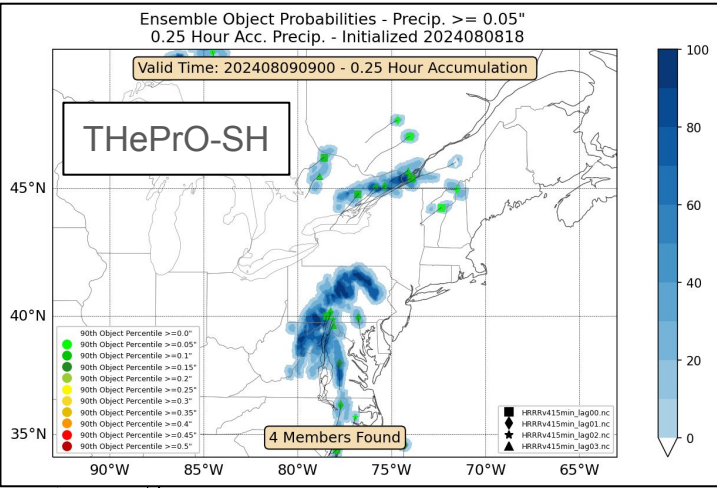 Ensemble Object Probabilities - Precip. >= 0.05"
0.25 Hour Acc. Precip. - Initialized 2024080818
Valid Time: 202408090900 - 0.25 Hour Accumulation
THePrO-SH
45°N
40°N
35°N
90th Object Percentile >=0.0"
90th Object Percentile >=0.05"
90th Object Percentile >=0.1"
90th Object Percentile >=0.15"
90th Object Percentile >=0.2"
90th Object Percentile >=0.25"
90th Object Percentile >=0.3"
90th Object Percentile >=0.35"
90th Object Percentile >=0.4"
90th Object Percentile >=0.45"
90th Object Percentile >=0.5"
4 Members Found
HRRRv415min_lag00.nc
HRRRv415min_lag01.nc
HRRRv415min_lag02.nc
HRRRv415min_lag03.nc
90°W 85°W 80°W 75°W 70°W 65°W
100
80
60
40
20
0